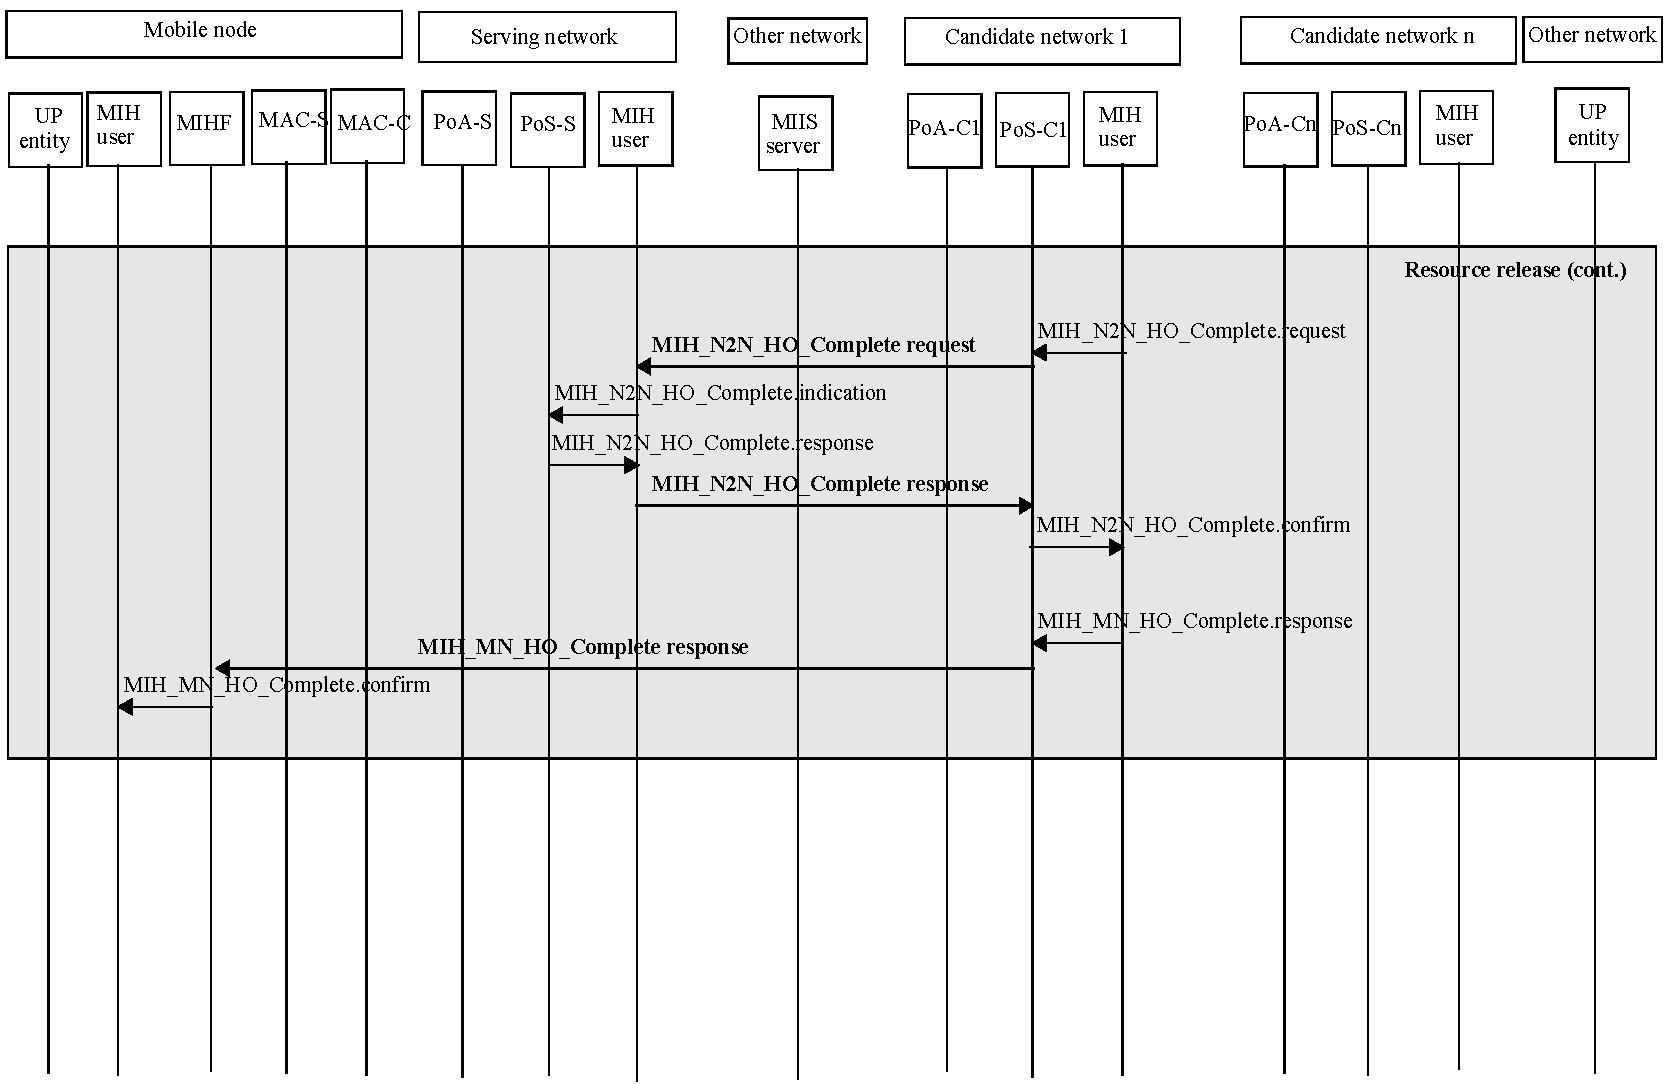 Mobile node
Serving network
Other network
Candidate network 1
Candidate network n
Other network
UP
entity
MIH
user
MIHF
MAC-S
MAC-C
PoA-S
PoS-S
MIH
user
MIIS
server
PoA-C1
PoS-C1
MIH
user
PoA-Cn
PoS-Cn
MIH
user
UP
entity
Resource release (cont.)
MIH_N2N_HO_Complete.request
MIH_N2N_HO_Complete request
MIH_N2N_HO_Complete.indication
MIH_N2N_HO_Complete.response
MIH_N2N_HO_Complete response
MIH_N2N_HO_Complete.confirm
MIH_MN_HO_Complete.response
MIH_MN_HO_Complete response
MIH_MN_HO_Complete.confirm